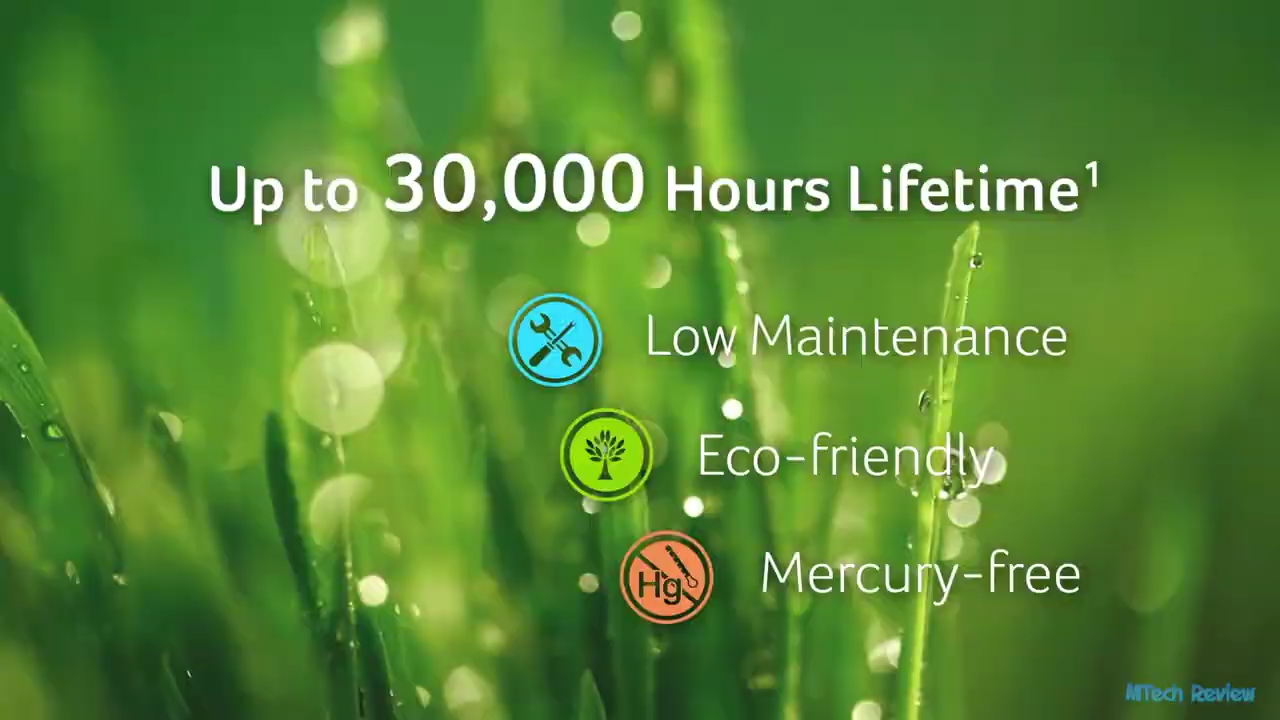 Up to 30,000 Hours Lifetime¹
Low Maintenance
Eco-friendly
Hg
Mercury-free
MTech Review